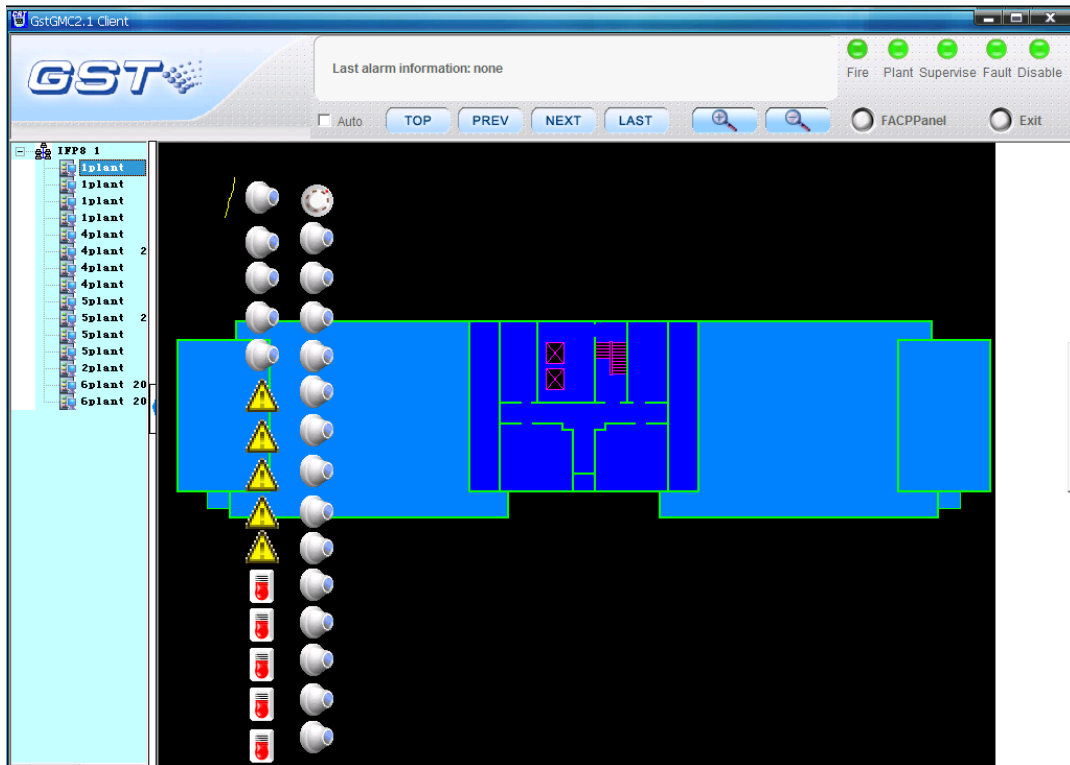 GstGMC2.1 Client
GST
Last alarm information: none
Fire Plant Supervise Fault Disable
Auto TOP PREV NEXT LAST FACPPanel Exit
IFP8 1
1plant
1plant
1plant
1plant
4plant
4plant 2
4plant
4plant
5plant
5plant 2
5plant
5plant
2plant
6plant 20
6plant 20